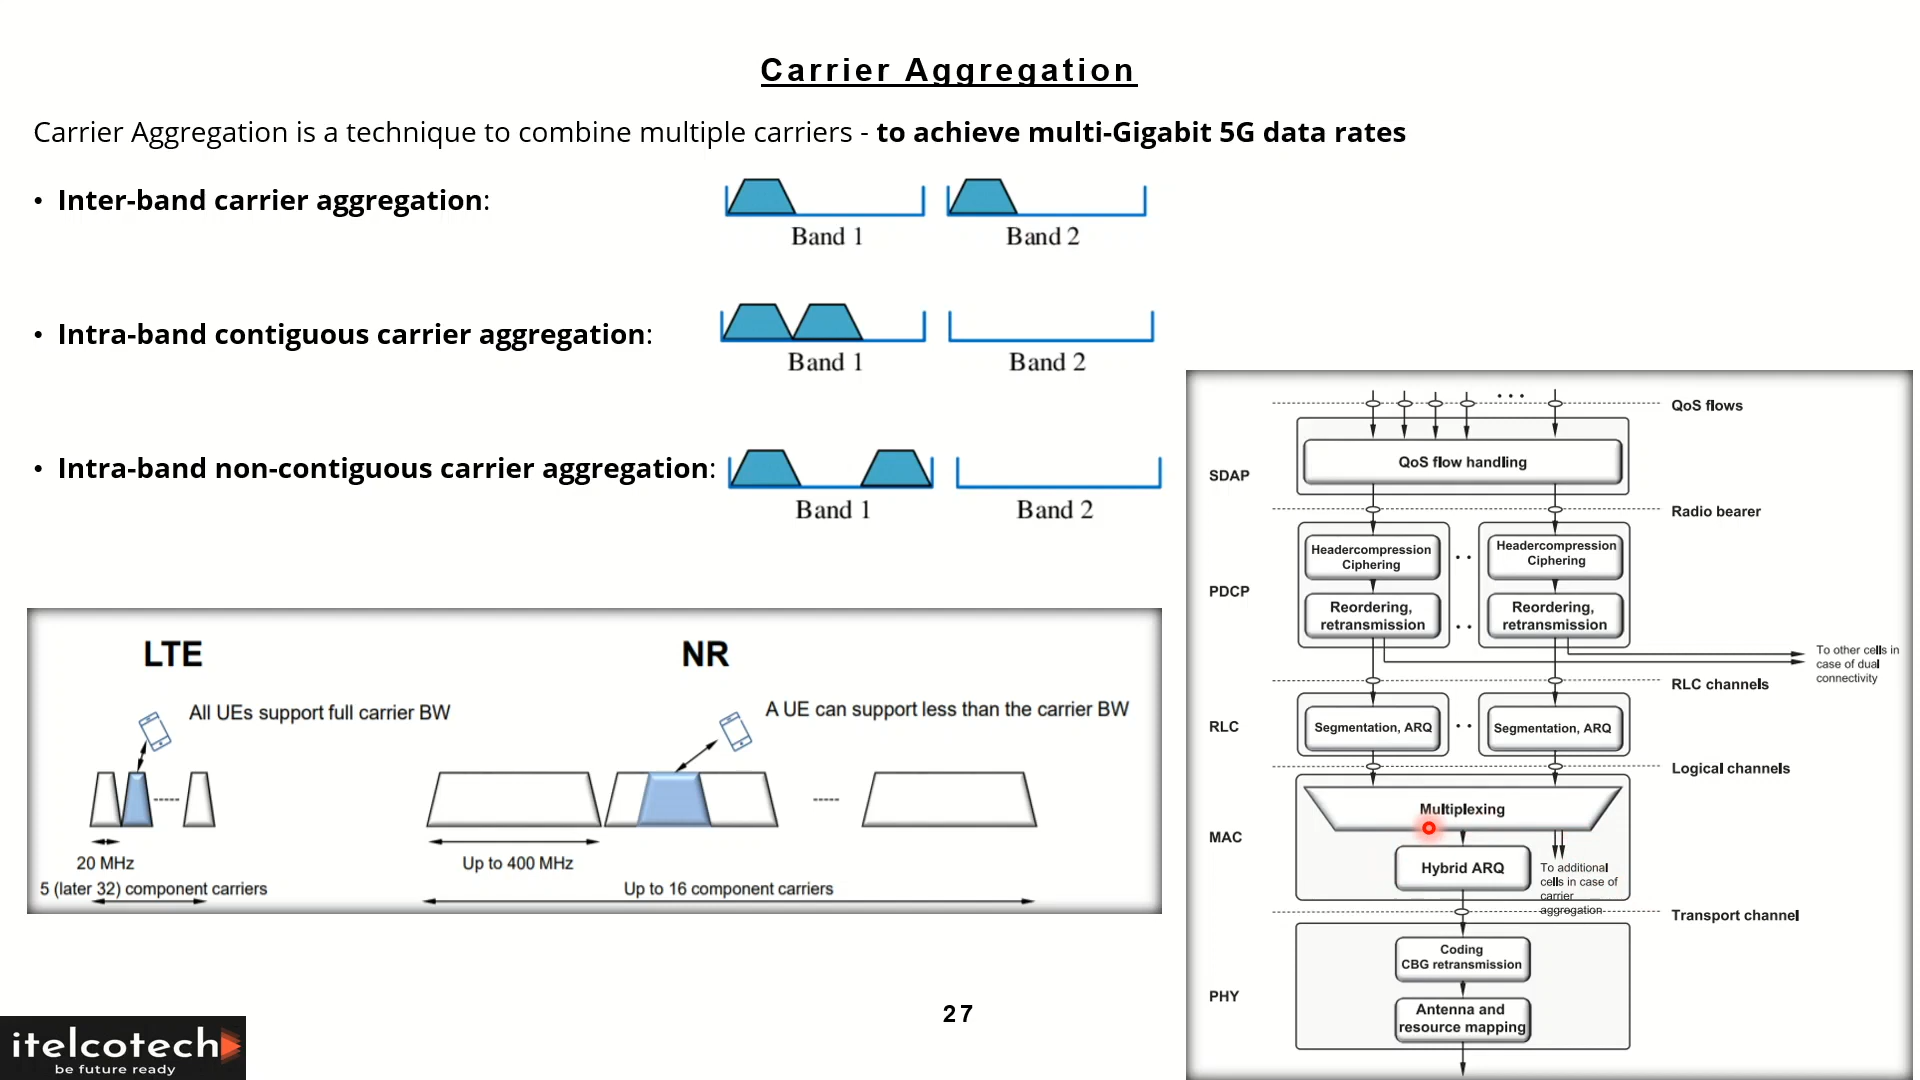 Carrier Aggregation
Carrier Aggregation is a technique to combine multiple carriers - to achieve multi-Gigabit 5G data rates
• Inter-band carrier aggregation:
Band 1
Band 2
• Intra-band contiguous carrier aggregation:
Band 1
Band 2
• Intra-band non-contiguous carrier aggregation:
Band 1
Band 2
LTE
NR
All UEs support full carrier BW
A UE can support less than the carrier BW
20 MHz
Up to 400 MHz
5 (later 32) component carriers
Up to 16 component carriers
QoS flows
QoS flow handling
SDAP
Radio bearer
Headercompression
Ciphering
Headercompression
Ciphering
PDCP
Reordering,
retransmission
Reordering,
retransmission
To other cells in
case of dual
connectivity
RLC channels
RLC
Segmentation, ARQ
Segmentation, ARQ
Logical channels
Multiplexing
MAC
Hybrid ARQ
To additional
cells in case of
carrier
aggregation
Transport channel
Coding
CBG retransmission
PHY
Antenna and
resource mapping
27
itelcotech
be future ready